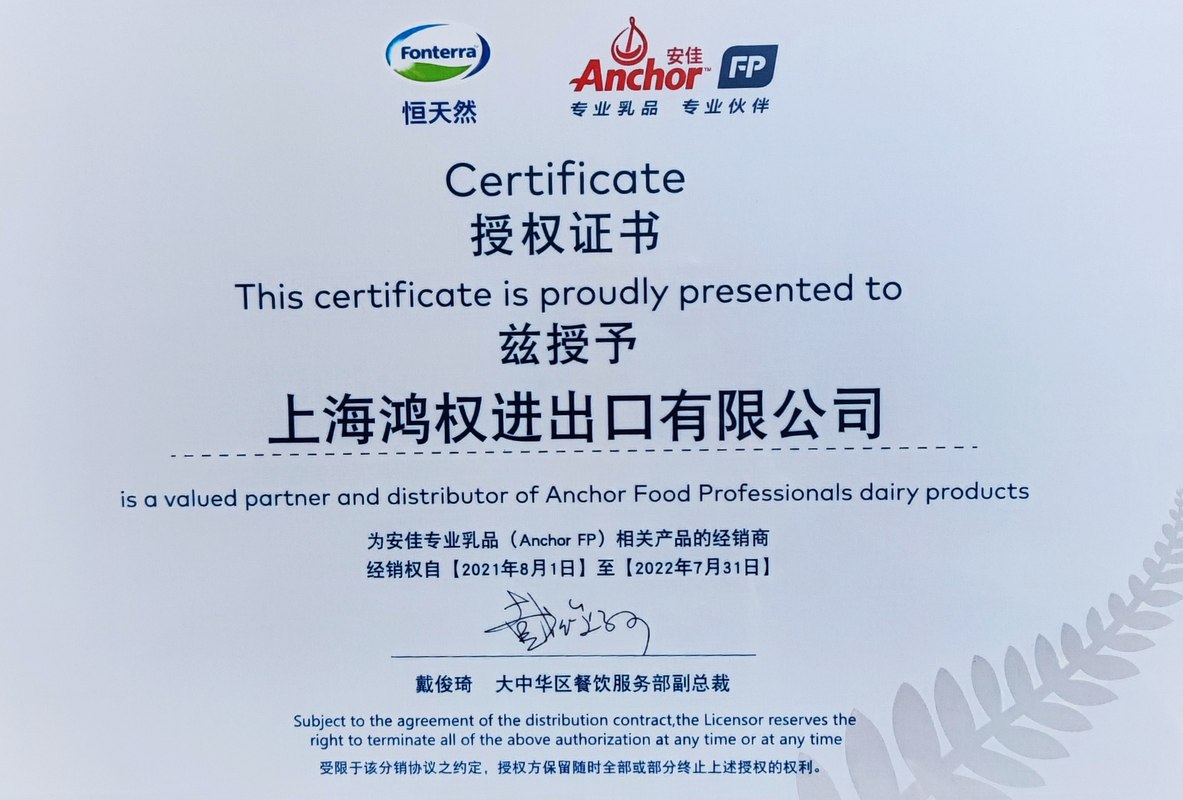 Fonterra
恒天然
安佳
Anchor™ FP
专业乳品 专业伙伴
Certificate
授权证书
This certificate is proudly presented to
兹授予
上海鸿权进出口有限公司
is a valued partner and distributor of Anchor Food Professionals dairy products
为安佳专业乳品（Anchor FP）相关产品的经销商
经销权自【2021年8月1日】至【2022年7月31日】
戴俊琦
戴俊琦 大中华区餐饮服务部副总裁
Subject to the agreement of the distribution contract,the Licensor reserves the
right to terminate all of the above authorization at any time or at any time
受限于该分销协议之约定，授权方保留随时全部或部分终止上述授权的权利。